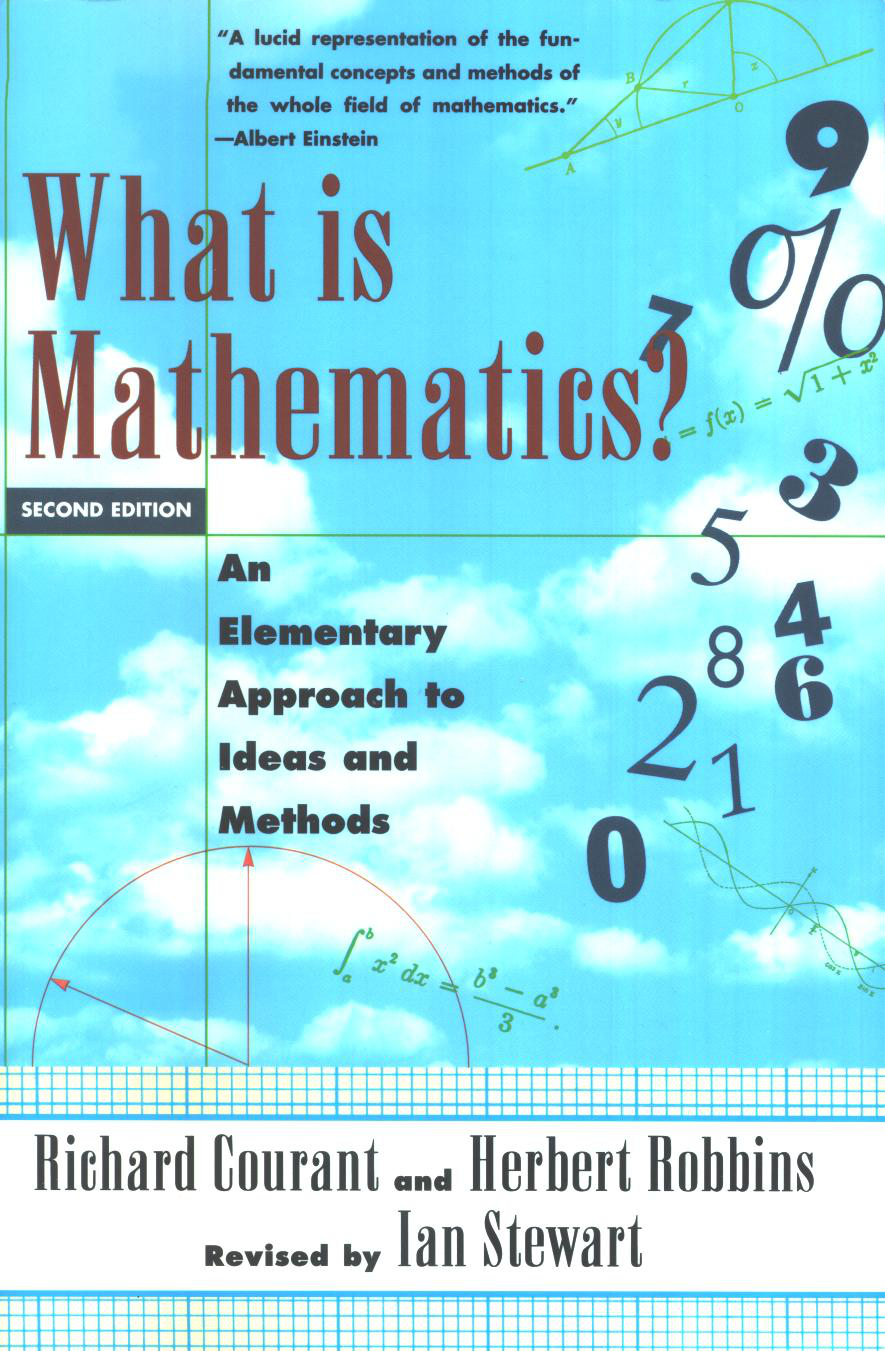 “A lucid representation of the fun-
damental concepts and methods of
the whole field of mathematics.”
—Albert Einstein
B
r
x
O
y
A
9
%
What is
7
Mathematics?
= f(x) = √1 + x²
3
SECOND EDITION
5
An
4
Elementary
8
6
Approach to
2
Ideas and
1
Methods
0
∫ₐᵇ x² dx = b³ − a³
3 .
cos x
sin x
Richard Courant and Herbert Robbins
Revised by Ian Stewart